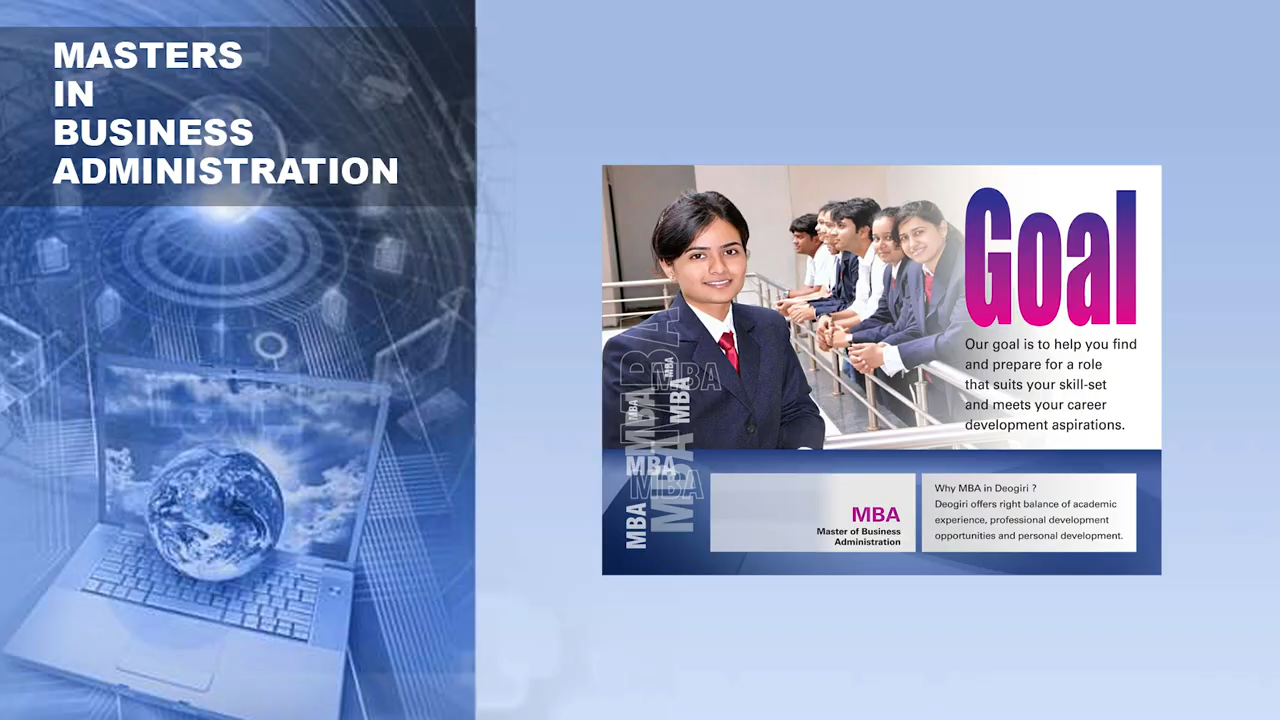 MASTERS
IN
BUSINESS
ADMINISTRATION
Goal
Our goal is to help you find
and prepare for a role
that suits your skill-set
and meets your career
development aspirations.
MBA
MBA
MBA
MBA
MBA
MBA
MBA
MBA
MBA
MBA
MBA
Master of Business
Administration
Why MBA in Deogiri ?
Deogiri offers right balance of academic
experience, professional development
opportunities and personal development.